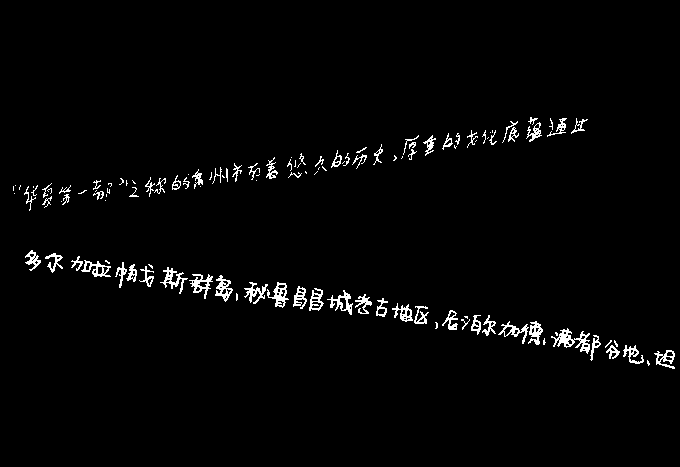 “华夏第一都”之称的禹州市有着悠久的历史,厚重的文化底蕴通过
多尔加拉帕戈斯群岛、秘鲁昌昌城考古地区,尼泊尔加德满都谷地、坦